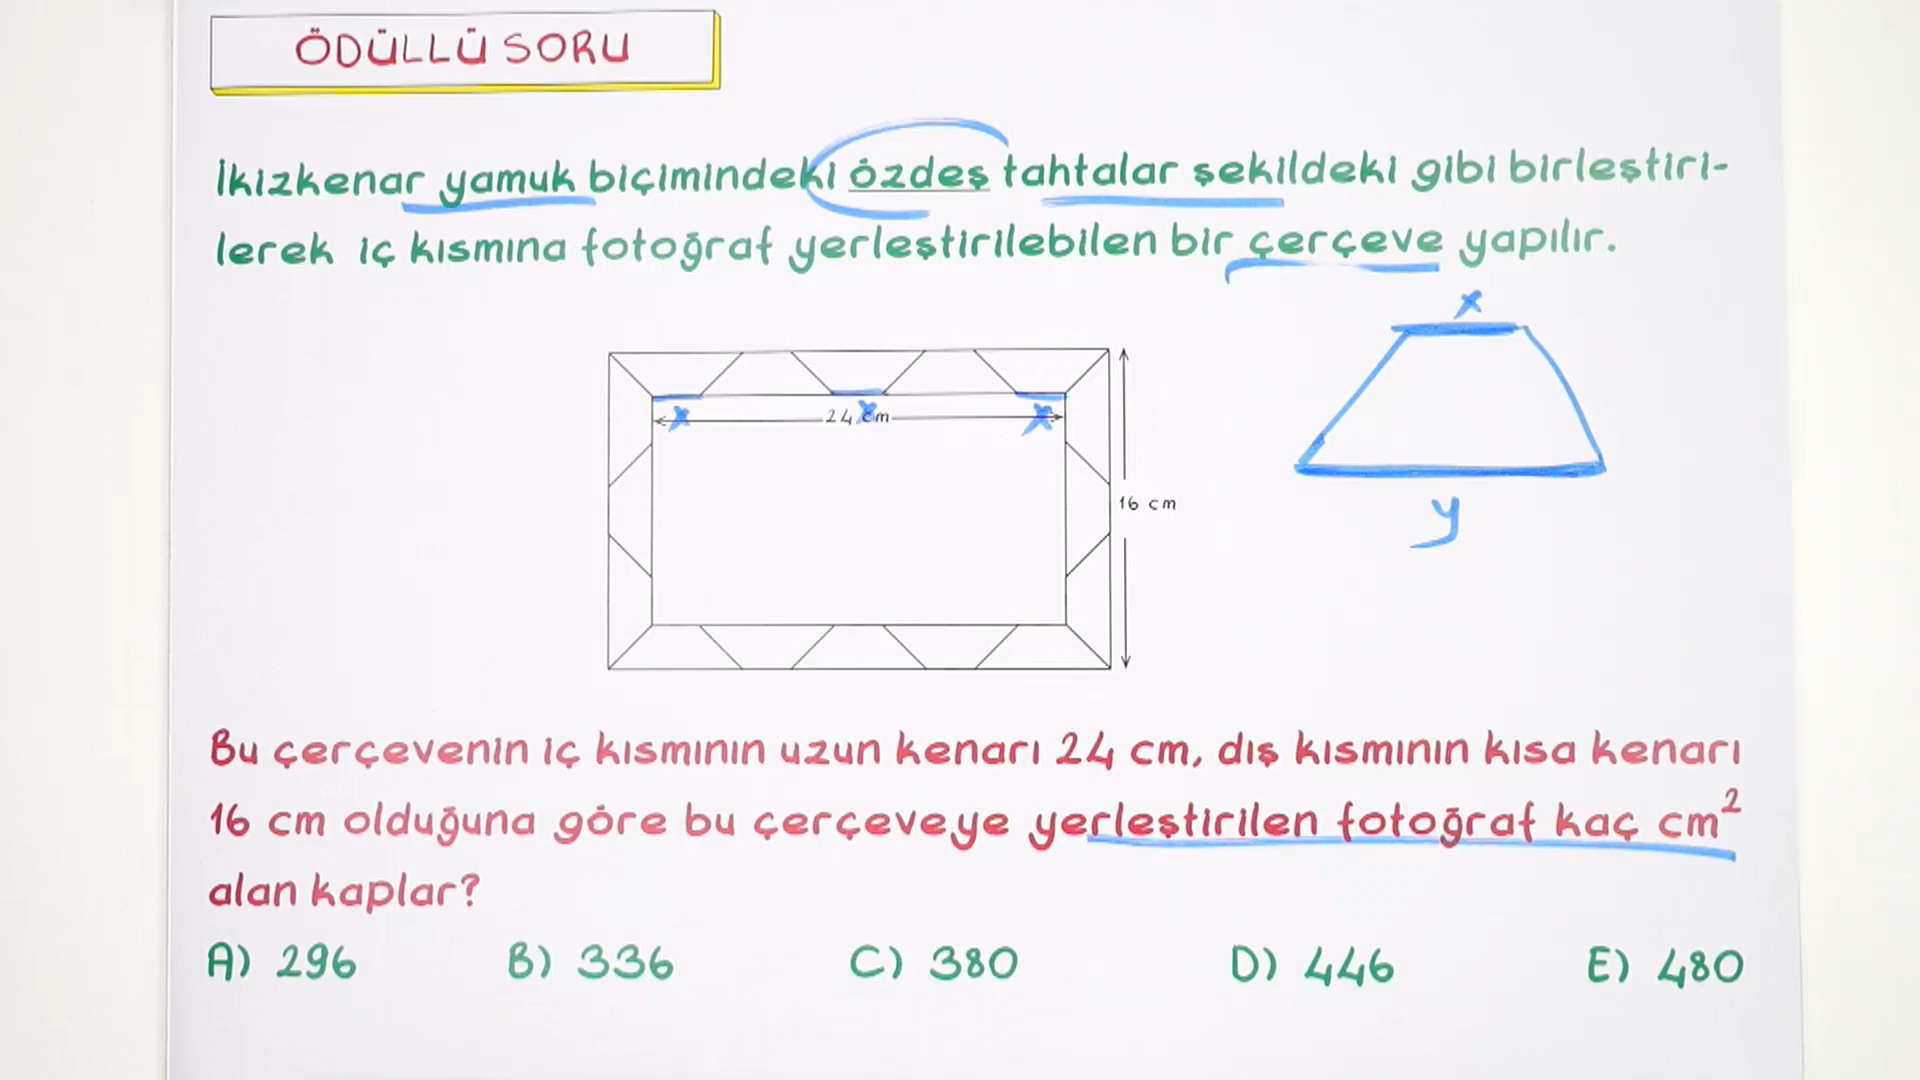 ÖDÜLLÜ SORU
İkizkenar yamuk biçimindeki özdeş tahtalar şekildeki gibi birleştiri-
lerek iç kısmına fotoğraf yerleştirilebilen bir çerçeve yapılır.
x
x x x
24 cm
16 cm
y
Bu çerçevenin iç kısmının uzun kenarı 24 cm, dış kısmının kısa kenarı
16 cm olduğuna göre bu çerçeveye yerleştirilen fotoğraf kaç cm²
alan kaplar?
A) 296 B) 336 C) 380 D) 446 E) 480